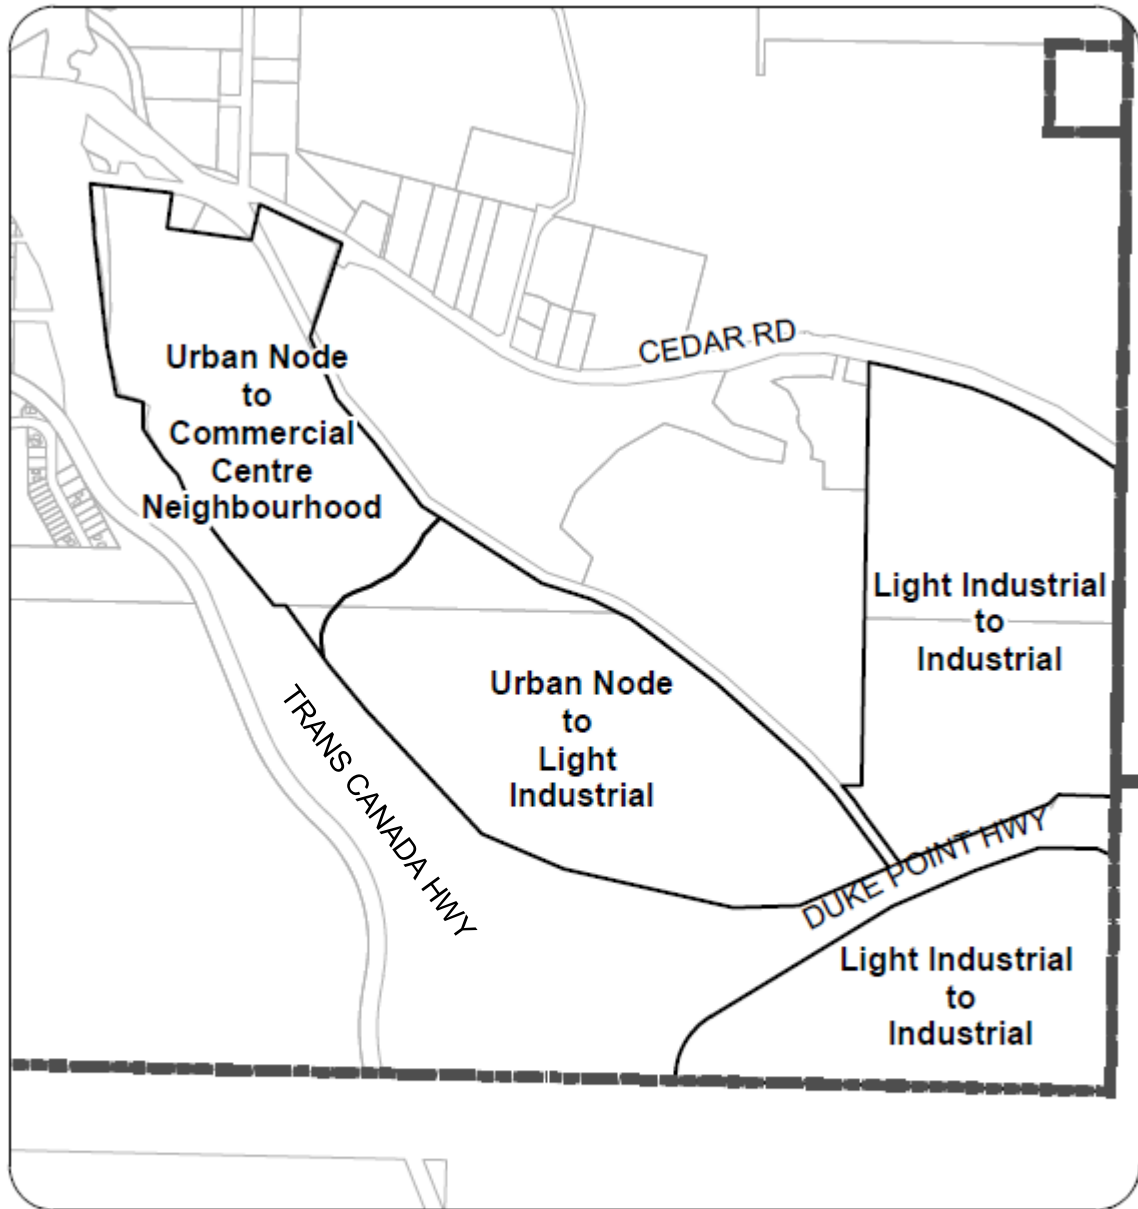 CEDAR RD
Urban Node
to
Commercial
Centre
Neighbourhood
Light Industrial
to
Industrial
Urban Node
to
Light
Industrial
TRANS CANADA HWY
DUKE POINT HWY
Light Industrial
to
Industrial